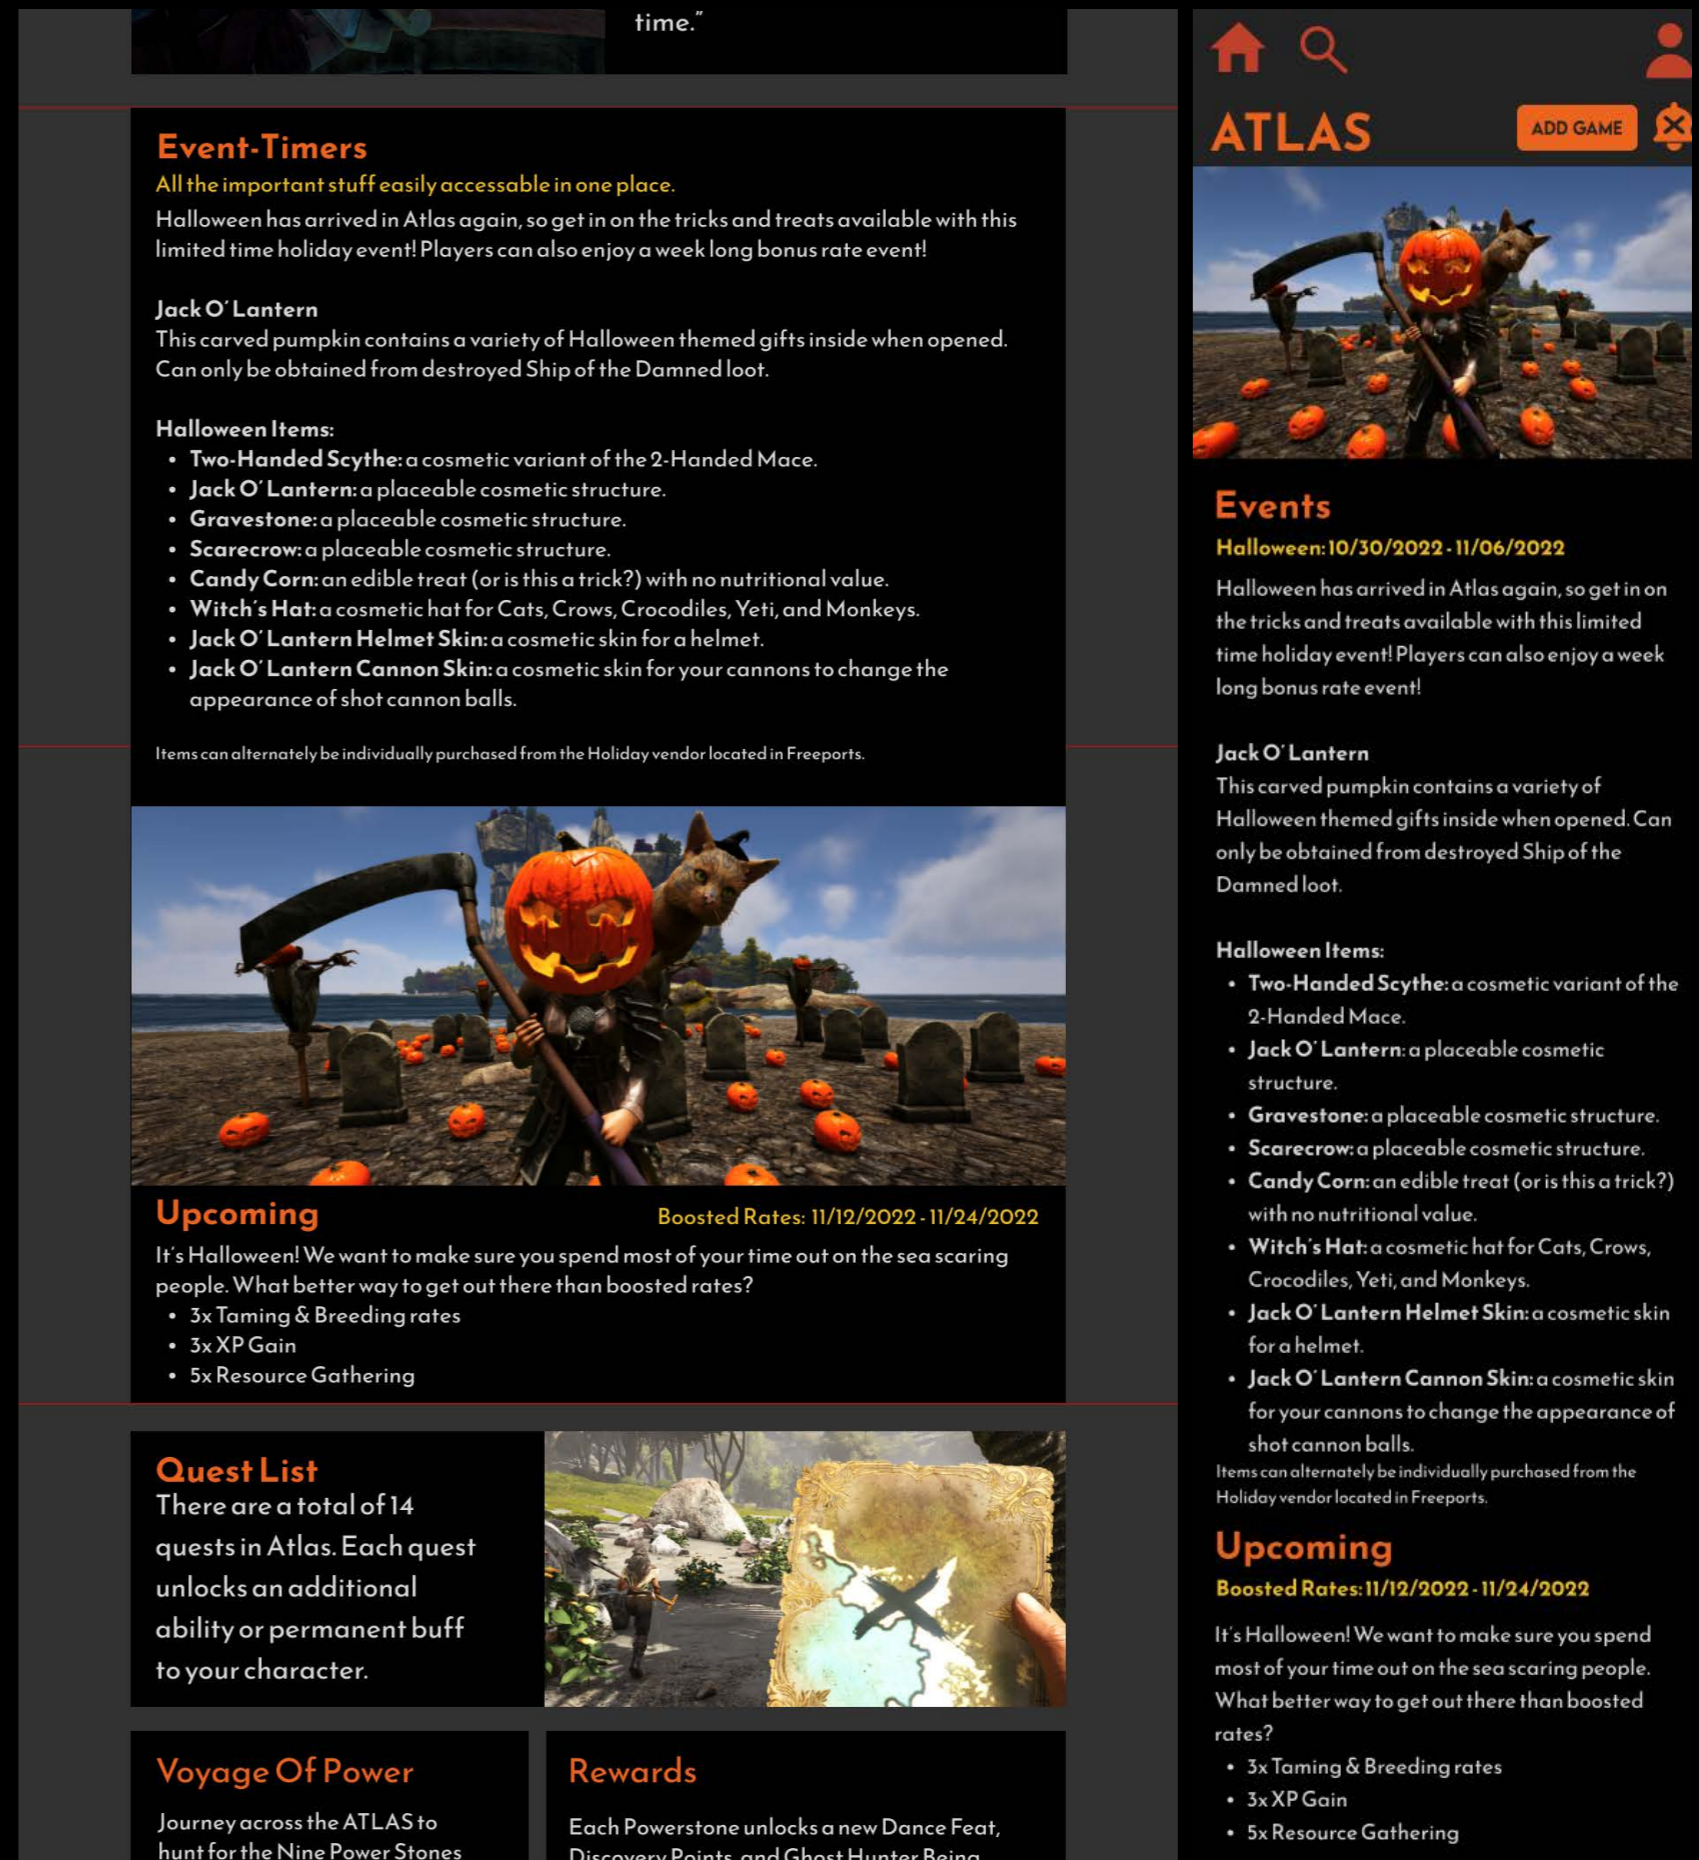 time.”
Event-Timers
All the important stuff easily accessable in one place.
Halloween has arrived in Atlas again, so get in on the tricks and treats available with this
limited time holiday event! Players can also enjoy a week long bonus rate event!
Jack O' Lantern
This carved pumpkin contains a variety of Halloween themed gifts inside when opened.
Can only be obtained from destroyed Ship of the Damned loot.
Halloween Items:
• Two-Handed Scythe: a cosmetic variant of the 2-Handed Mace.
• Jack O' Lantern: a placeable cosmetic structure.
• Gravestone: a placeable cosmetic structure.
• Scarecrow: a placeable cosmetic structure.
• Candy Corn: an edible treat (or is this a trick?) with no nutritional value.
• Witch's Hat: a cosmetic hat for Cats, Crows, Crocodiles, Yeti, and Monkeys.
• Jack O' Lantern Helmet Skin: a cosmetic skin for a helmet.
• Jack O' Lantern Cannon Skin: a cosmetic skin for your cannons to change the
appearance of shot cannon balls.
Items can alternately be individually purchased from the Holiday vendor located in Freeports.
Upcoming
Boosted Rates: 11/12/2022 - 11/24/2022
It's Halloween! We want to make sure you spend most of your time out on the sea scaring
people. What better way to get out there than boosted rates?
• 3x Taming & Breeding rates
• 3x XP Gain
• 5x Resource Gathering
Quest List
There are a total of 14
quests in Atlas. Each quest
unlocks an additional
ability or permanent buff
to your character.
Voyage Of Power
Journey across the ATLAS to
hunt for the Nine Power Stones
Rewards
Each Powerstone unlocks a new Dance Feat,
Discovery Points, and Ghost Hunter Being
ATLAS
ADD GAME
Events
Halloween: 10/30/2022 - 11/06/2022
Halloween has arrived in Atlas again, so get in on
the tricks and treats available with this limited
time holiday event! Players can also enjoy a week
long bonus rate event!
Jack O' Lantern
This carved pumpkin contains a variety of
Halloween themed gifts inside when opened. Can
only be obtained from destroyed Ship of the
Damned loot.
Halloween Items:
• Two-Handed Scythe: a cosmetic variant of the
2-Handed Mace.
• Jack O' Lantern: a placeable cosmetic
structure.
• Gravestone: a placeable cosmetic structure.
• Scarecrow: a placeable cosmetic structure.
• Candy Corn: an edible treat (or is this a trick?)
with no nutritional value.
• Witch's Hat: a cosmetic hat for Cats, Crows,
Crocodiles, Yeti, and Monkeys.
• Jack O' Lantern Helmet Skin: a cosmetic skin
for a helmet.
• Jack O' Lantern Cannon Skin: a cosmetic skin
for your cannons to change the appearance of
shot cannon balls.
Items can alternately be individually purchased from the
Holiday vendor located in Freeports.
Upcoming
Boosted Rates: 11/12/2022 - 11/24/2022
It's Halloween! We want to make sure you spend
most of your time out on the sea scaring people.
What better way to get out there than boosted
rates?
• 3x Taming & Breeding rates
• 3x XP Gain
• 5x Resource Gathering